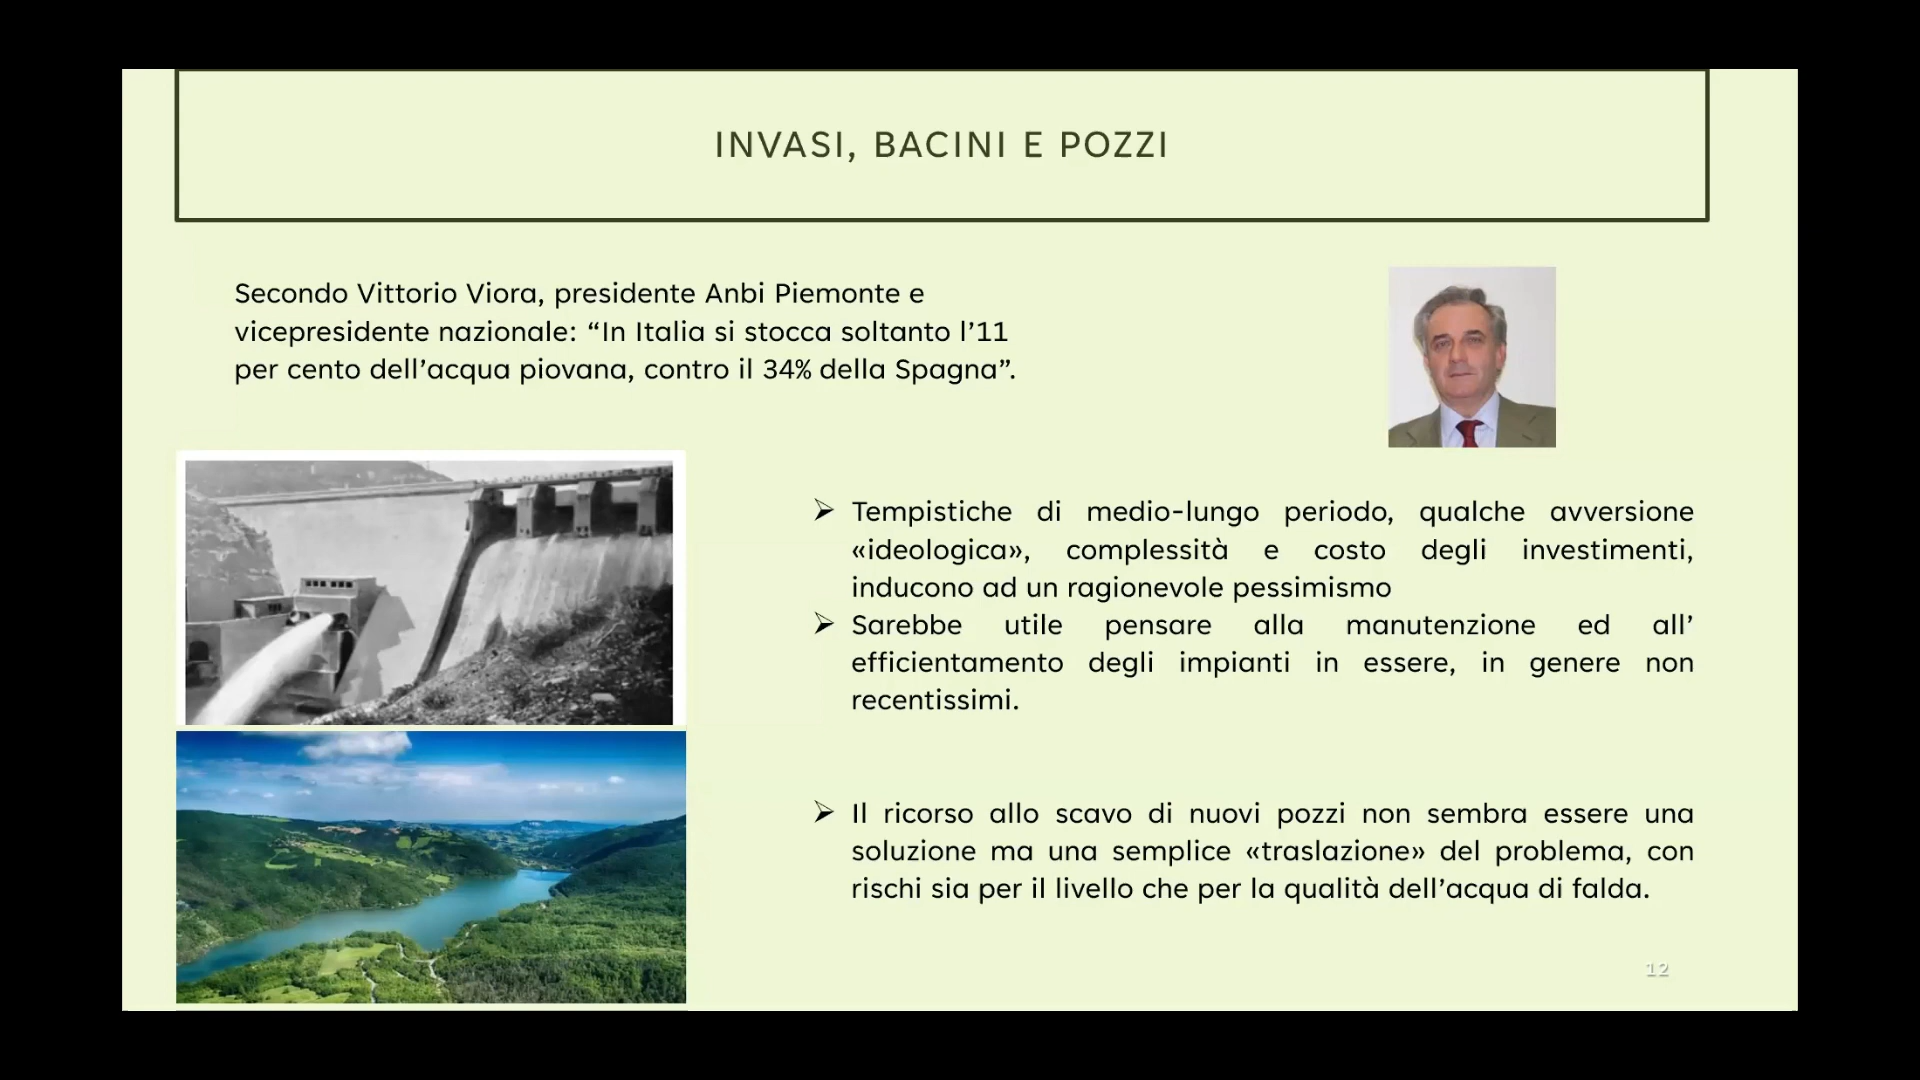 INVASI, BACINI E POZZI
Secondo Vittorio Viora, presidente Anbi Piemonte e
vicepresidente nazionale: “In Italia si stocca soltanto l’11
per cento dell’acqua piovana, contro il 34% della Spagna”.
➢ Tempistiche di medio-lungo periodo, qualche avversione
«ideologica», complessità e costo degli investimenti,
inducono ad un ragionevole pessimismo
➢ Sarebbe utile pensare alla manutenzione ed all’
efficientamento degli impianti in essere, in genere non
recentissimi.
➢ Il ricorso allo scavo di nuovi pozzi non sembra essere una
soluzione ma una semplice «traslazione» del problema, con
rischi sia per il livello che per la qualità dell’acqua di falda.
12